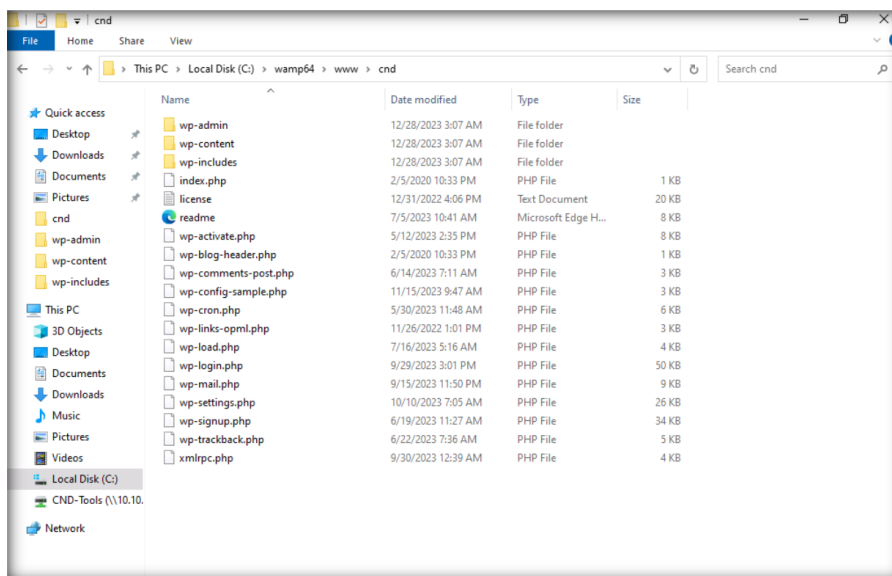 cnd
File Home Share View
This PC > Local Disk (C:) > wamp64 > www > cnd
Search cnd
Name Date modified Type Size
Quick access
Desktop
Downloads
Documents
Pictures
cnd
wp-admin
wp-content
wp-includes
This PC
3D Objects
Desktop
Documents
Downloads
Music
Pictures
Videos
Local Disk (C:)
CND-Tools (\\10.10.
Network
wp-admin 12/28/2023 3:07 AM File folder
wp-content 12/28/2023 3:07 AM File folder
wp-includes 12/28/2023 3:07 AM File folder
index.php 2/5/2020 10:33 PM PHP File 1 KB
license 12/31/2022 4:06 PM Text Document 20 KB
readme 7/5/2023 10:41 AM Microsoft Edge H... 8 KB
wp-activate.php 5/12/2023 2:35 PM PHP File 8 KB
wp-blog-header.php 2/5/2020 10:33 PM PHP File 1 KB
wp-comments-post.php 6/14/2023 7:11 AM PHP File 3 KB
wp-config-sample.php 11/15/2023 9:47 AM PHP File 3 KB
wp-cron.php 5/30/2023 11:48 AM PHP File 6 KB
wp-links-opml.php 11/26/2022 1:01 PM PHP File 3 KB
wp-load.php 7/16/2023 5:16 AM PHP File 4 KB
wp-login.php 9/29/2023 3:01 PM PHP File 50 KB
wp-mail.php 9/15/2023 11:50 PM PHP File 9 KB
wp-settings.php 10/10/2023 7:05 AM PHP File 26 KB
wp-signup.php 6/19/2023 11:27 AM PHP File 34 KB
wp-trackback.php 6/22/2023 7:36 AM PHP File 5 KB
xmlrpc.php 9/30/2023 12:39 AM PHP File 4 KB